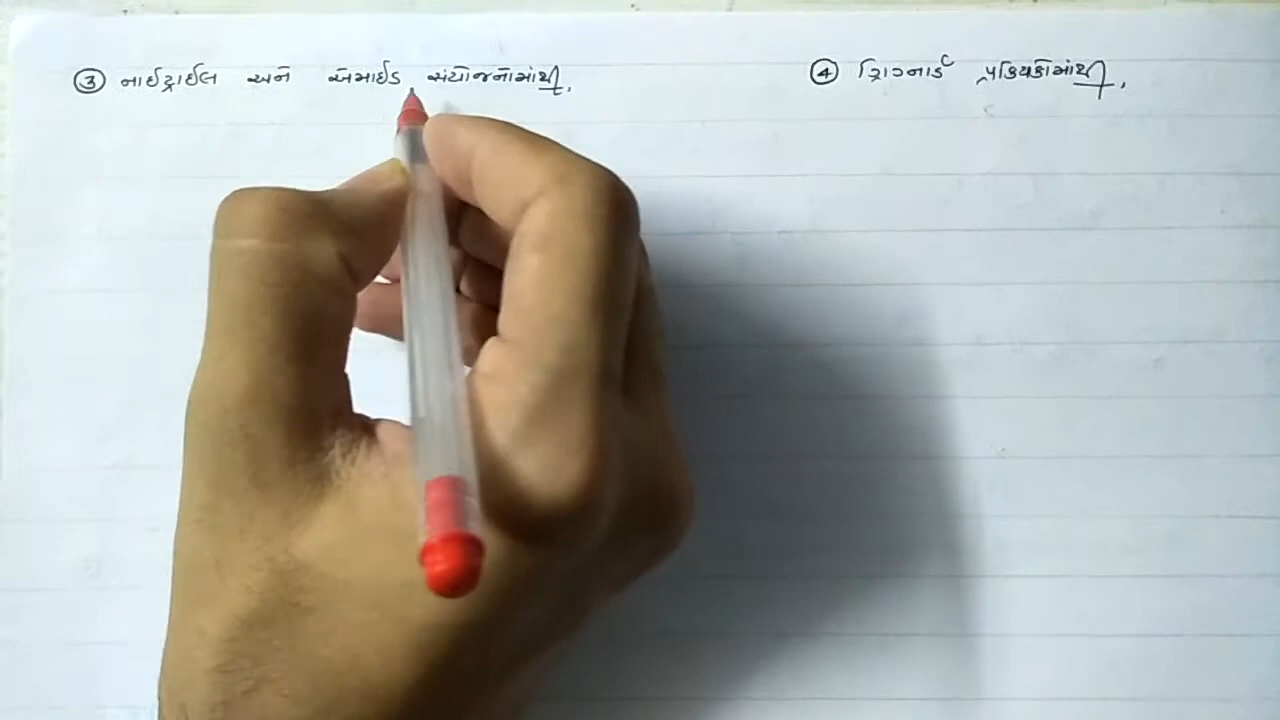 ③ નાઈટ્રાઈલ અને એમાઈડ સંયોજનોમાંથી.
④ ગ્રિગનાર્ડ પ્રક્રિયકોમાંથી.